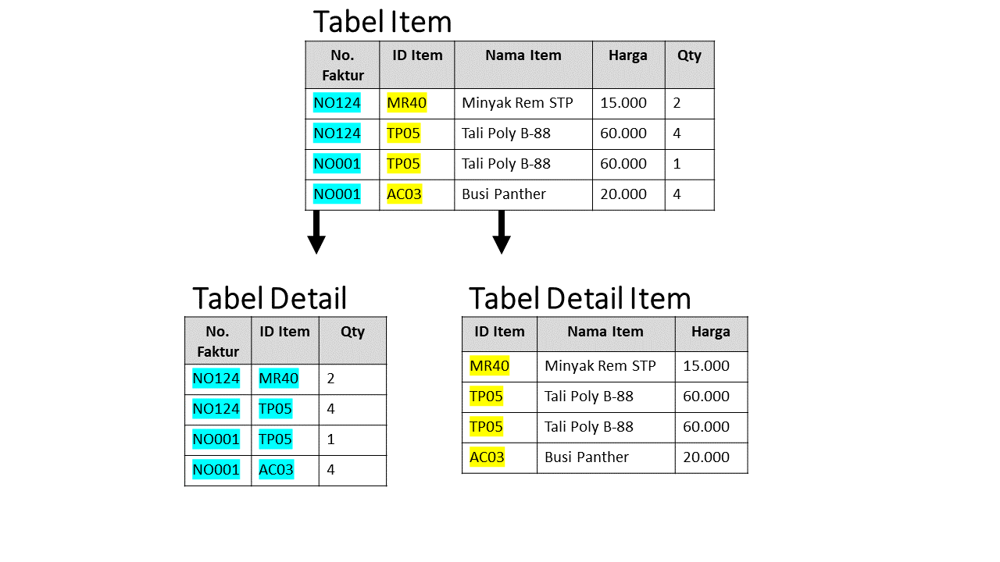 Tabel Item
No. Faktur ID Item Nama Item Harga Qty
NO124 MR40 Minyak Rem STP 15.000 2
NO124 TP05 Tali Poly B-88 60.000 4
NO001 TP05 Tali Poly B-88 60.000 1
NO001 AC03 Busi Panther 20.000 4
Tabel Detail
No. Faktur ID Item Qty
NO124 MR40 2
NO124 TP05 4
NO001 TP05 1
NO001 AC03 4
Tabel Detail Item
ID Item Nama Item Harga
MR40 Minyak Rem STP 15.000
TP05 Tali Poly B-88 60.000
TP05 Tali Poly B-88 60.000
AC03 Busi Panther 20.000